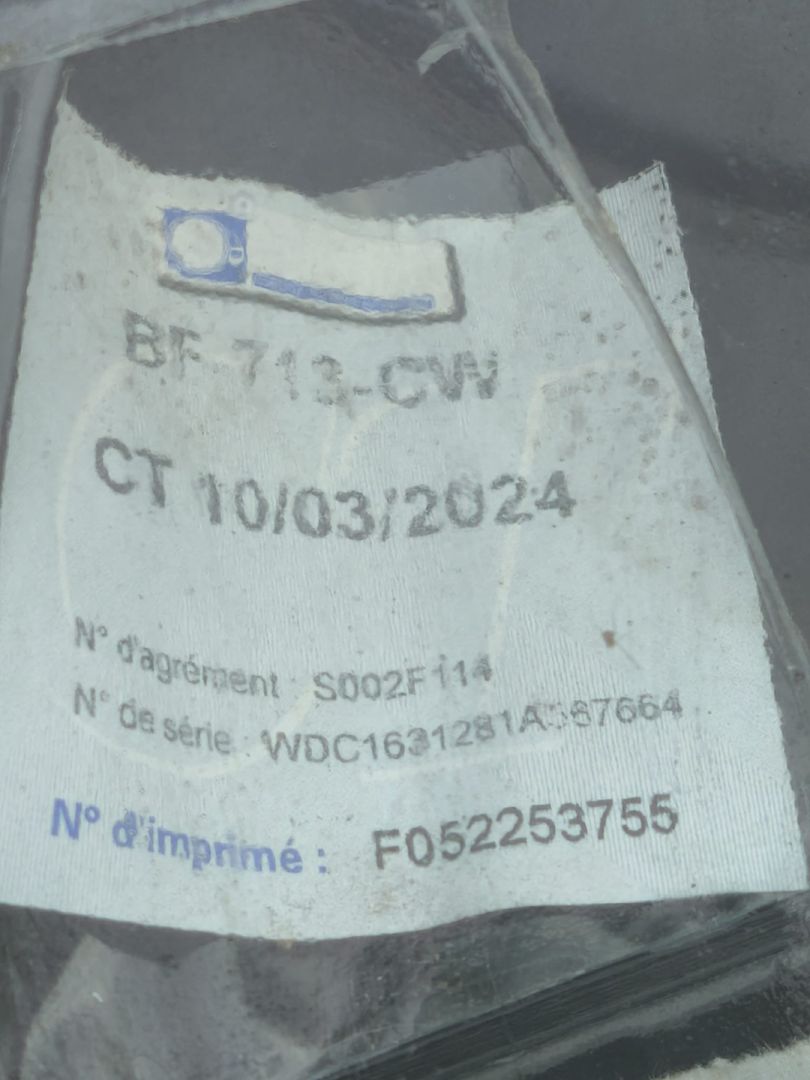 BF-713-CW
CT 10/03/2024
N° d'agrément : S002F114
N° de série : 
N° d'imprimé : F052253755